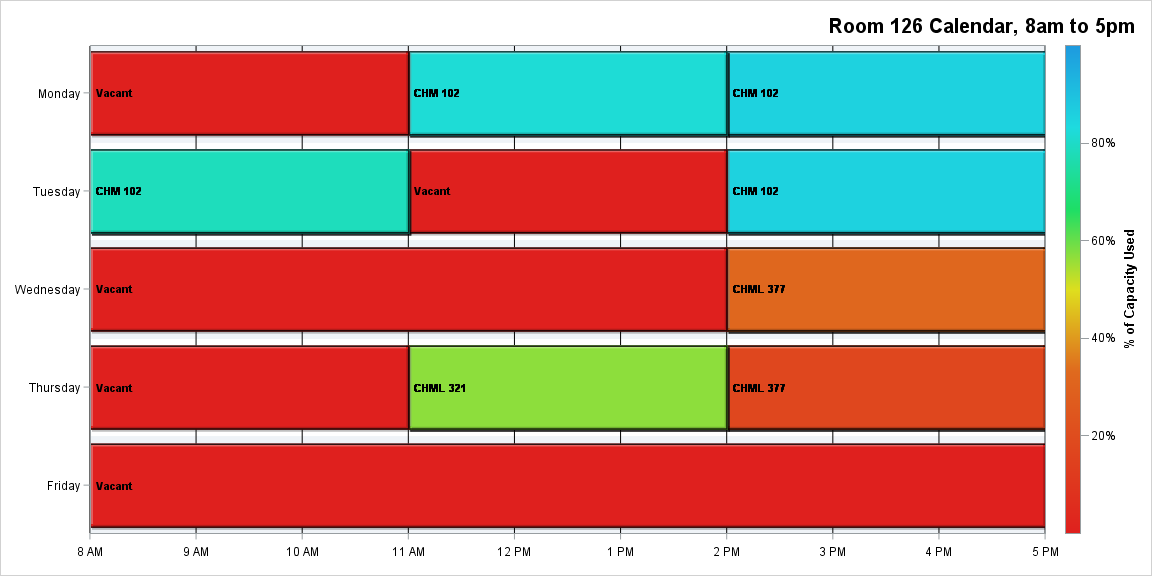 Room 126 Calendar, 8am to 5pm
Monday
Vacant
CHM 102
CHM 102
Tuesday
CHM 102
Vacant
CHM 102
Wednesday
Vacant
CHML 377
Thursday
Vacant
CHML 321
CHML 377
Friday
Vacant
8 AM
9 AM
10 AM
11 AM
12 PM
1 PM
2 PM
3 PM
4 PM
5 PM
80%
60%
40%
20%
% of Capacity Used